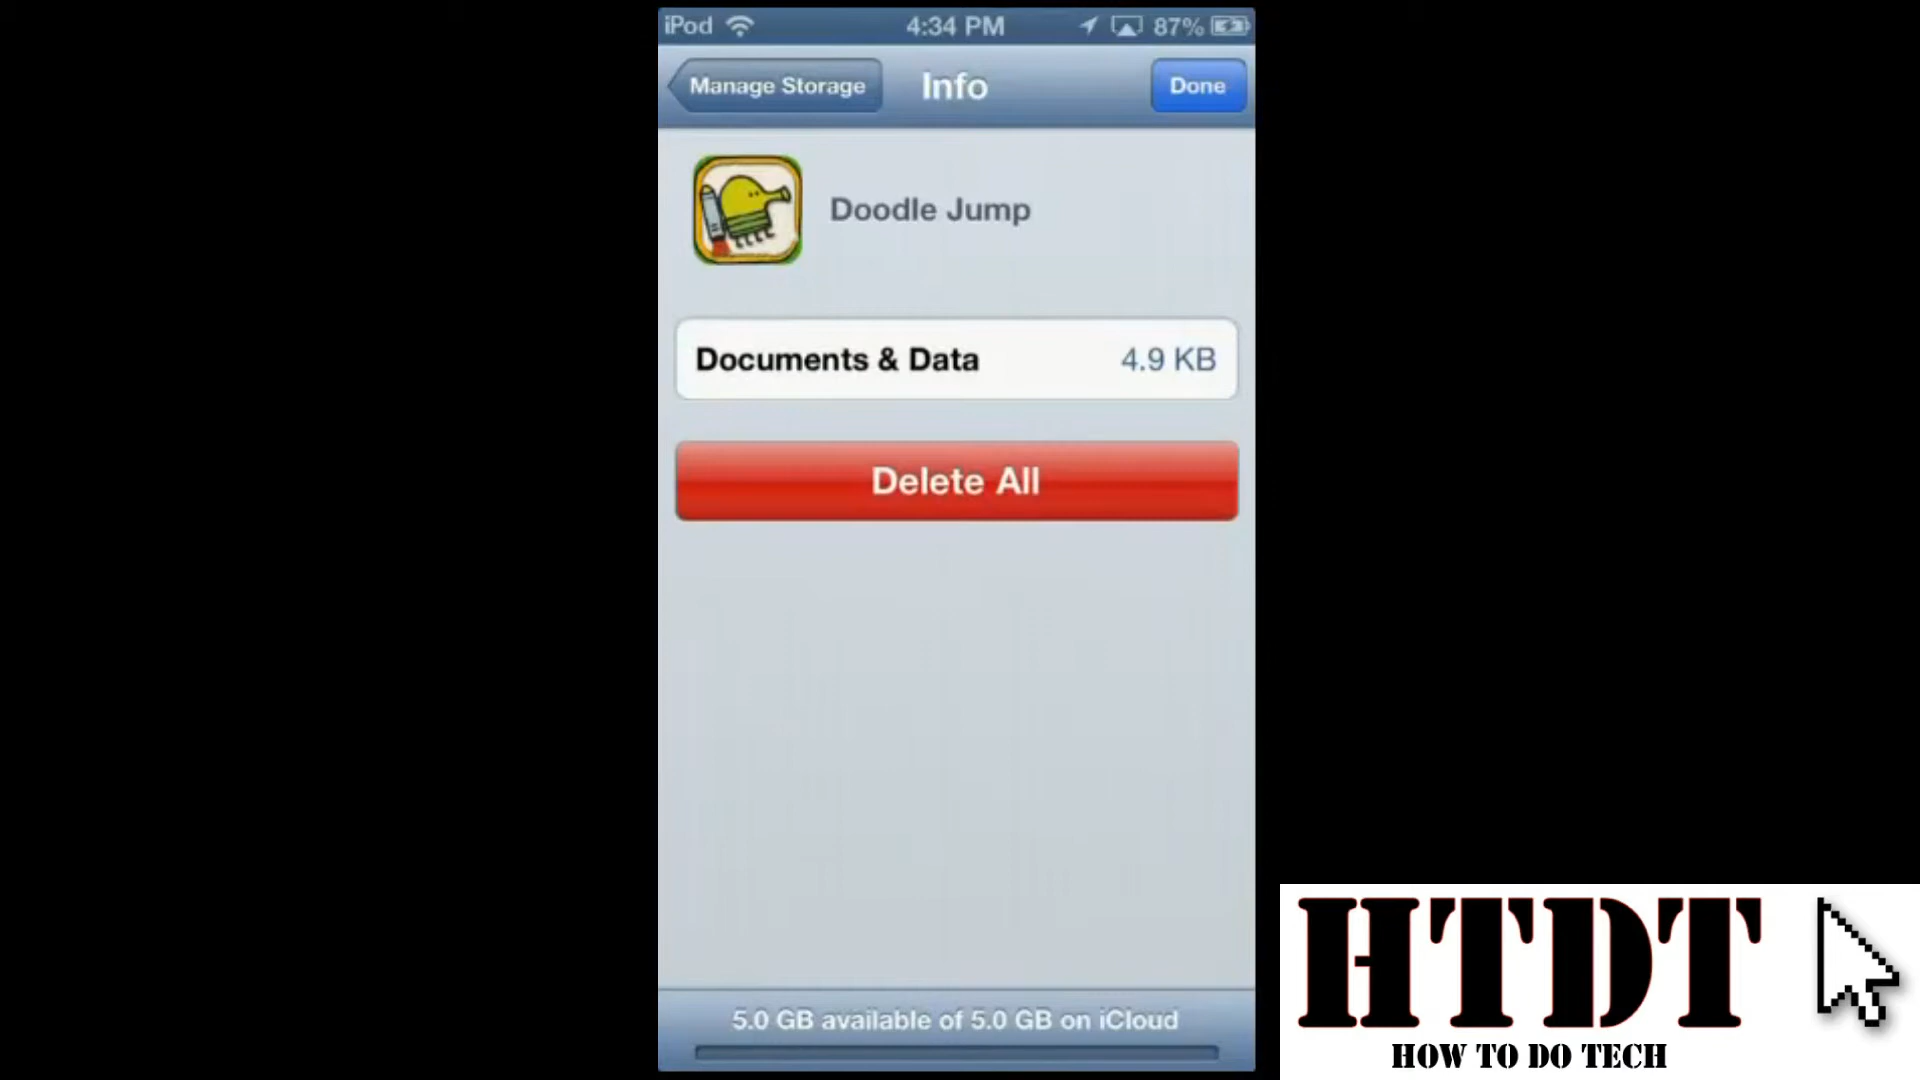 iPod 4:34 PM 87%
Manage Storage Info Done
Doodle Jump
Documents & Data 4.9 KB
Delete All
5.0 GB available of 5.0 GB on iCloud
HTDT
HOW TO DO TECH